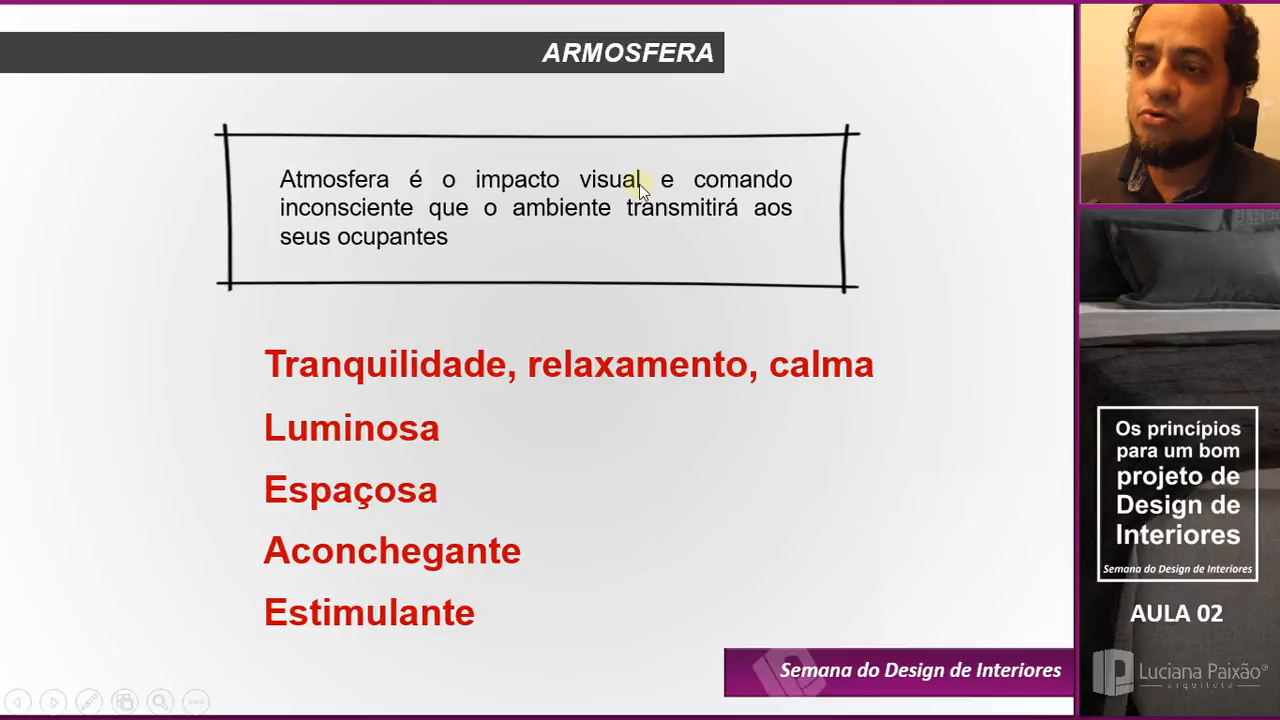 ARMOSFERA
Atmosfera é o impacto visual e comando
inconsciente que o ambiente transmitirá aos
seus ocupantes
Tranquilidade, relaxamento, calma
Luminosa
Espaçosa
Aconchegante
Estimulante
Semana do Design de Interiores
Os princípios
para um bom
projeto de
Design de
Interiores
Semana do Design de Interiores
AULA 02
Luciana Paixão®
arquiteta